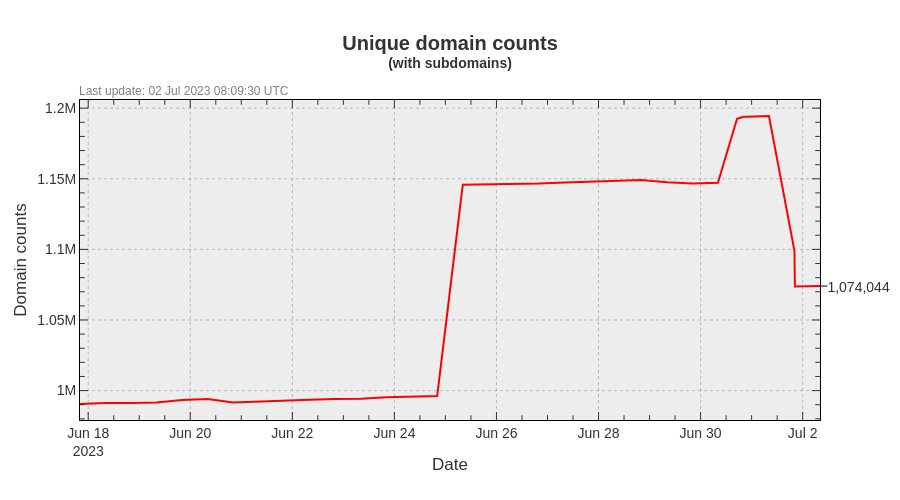 Unique domain counts
(with subdomains)
Last update: 02 Jul 2023 08:09:30 UTC
1.2M
1.15M
1.1M
1.05M
1M
Domain counts
1,074,044
Jun 18 Jun 20 Jun 22 Jun 24 Jun 26 Jun 28 Jun 30 Jul 2
2023
Date